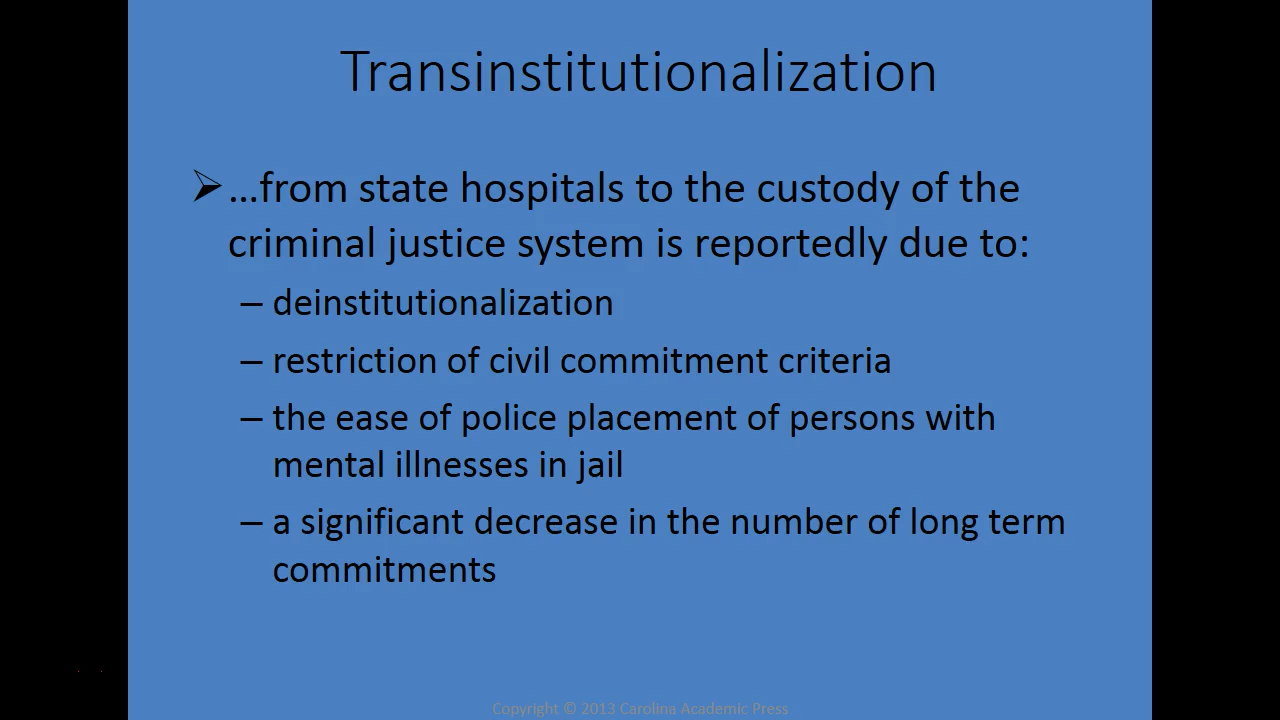 Transinstitutionalization
➢ …from state hospitals to the custody of the
criminal justice system is reportedly due to:
– deinstitutionalization
– restriction of civil commitment criteria
– the ease of police placement of persons with
mental illnesses in jail
– a significant decrease in the number of long term
commitments
Copyright © 2013 Carolina Academic Press